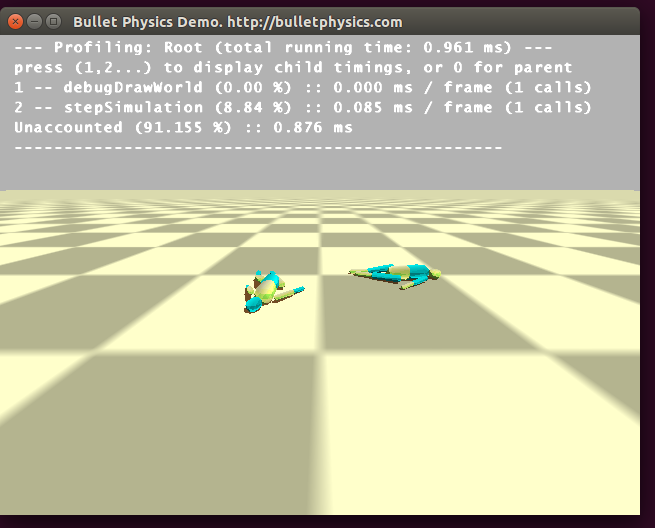 Bullet Physics Demo. http://bulletphysics.com
--- Profiling: Root (total running time: 0.961 ms) ---
press (1,2...) to display child timings, or 0 for parent
1 -- debugDrawWorld (0.00 %) :: 0.000 ms / frame (1 calls)
2 -- stepSimulation (8.84 %) :: 0.085 ms / frame (1 calls)
Unaccounted (91.155 %) :: 0.876 ms
-------------------------------------------------